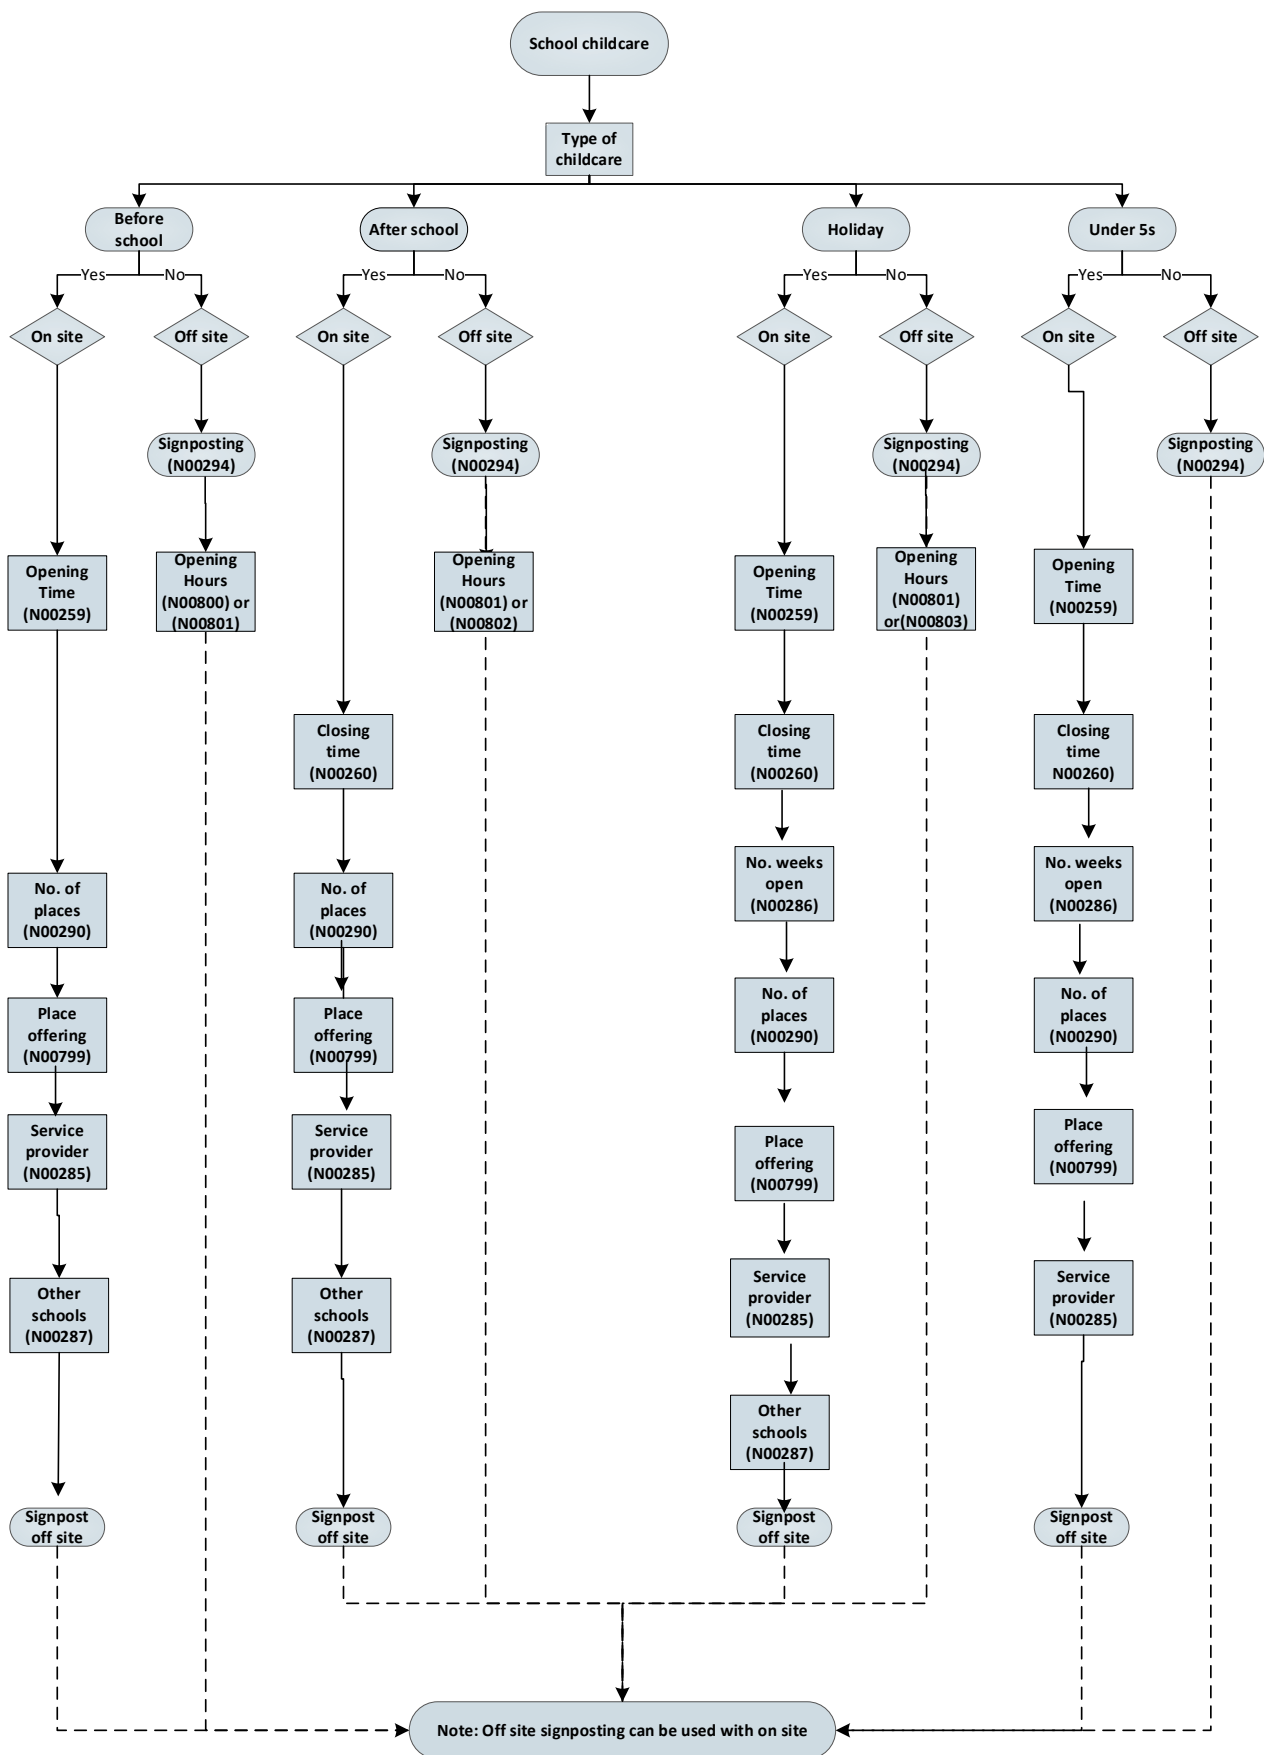 School childcare
Type of
childcare
Before
school
After school
Holiday
Under 5s
Yes
No
Yes
No
Yes
No
Yes
No
On site
Off site
On site
Off site
On site
Off site
On site
Off site
Signposting
(N00294)
Signposting
(N00294)
Signposting
(N00294)
Signposting
(N00294)
Opening
Time
(N00259)
Opening
Hours
(N00800) or
(N00801)
Opening
Hours
(N00801) or
(N00802)
Opening
Time
(N00259)
Opening
Hours
(N00801)
or(N00803)
Opening
Time
(N00259)
Closing
time
(N00260)
Closing
time
(N00260)
Closing
time
N00260)
No. of
places
(N00290)
No. of
places
(N00290)
No. weeks
open
(N00286)
No. weeks
open
(N00286)
Place
offering
(N00799)
Place
offering
(N00799)
No. of
places
(N00290)
No. of
places
(N00290)
Service
provider
(N00285)
Service
provider
(N00285)
Place
offering
(N00799)
Place
offering
(N00799)
Other
schools
(N00287)
Other
schools
(N00287)
Service
provider
(N00285)
Service
provider
(N00285)
Other
schools
(N00287)
Signpost
off site
Signpost
off site
Signpost
off site
Signpost
off site
Note: Off site signposting can be used with on site